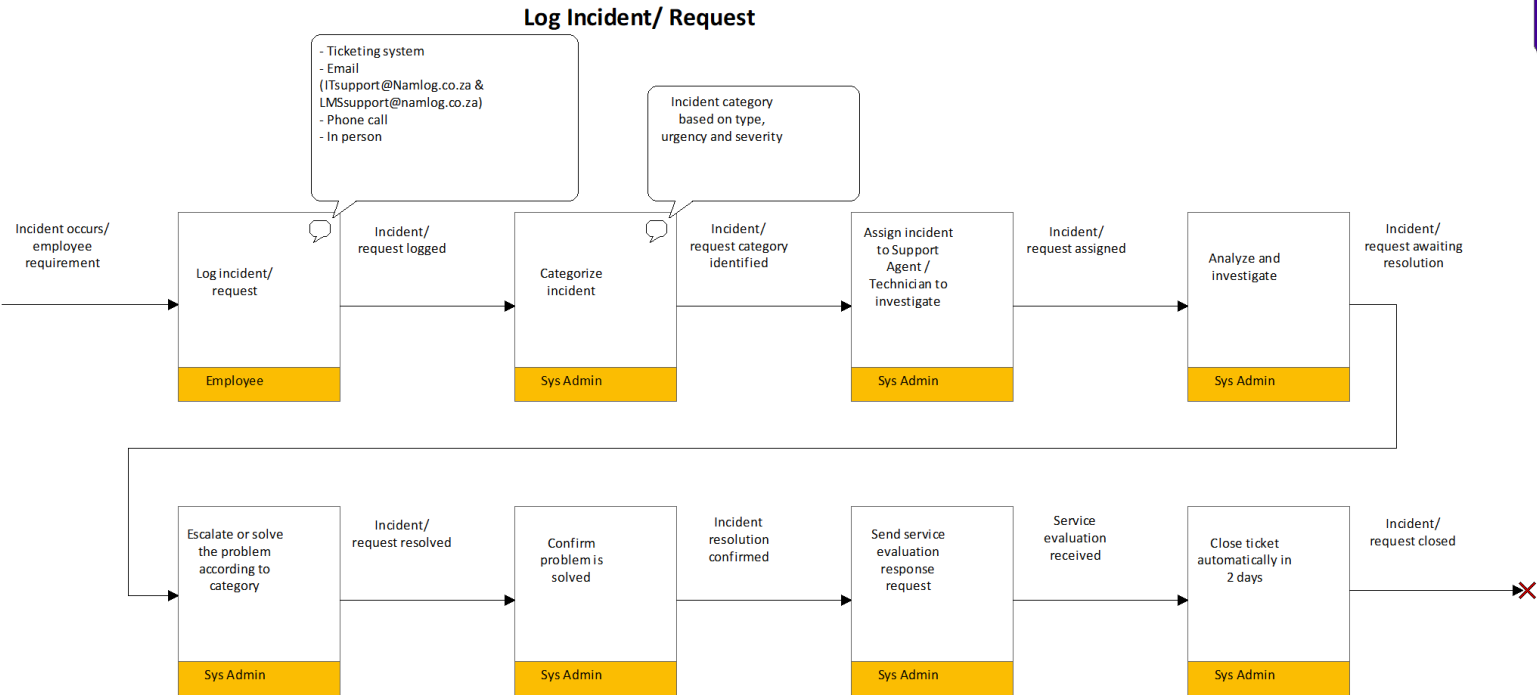 Log Incident/ Request
- Ticketing system
- Email
(ITsupport@Namlog.co.za &
LMSsupport@namlog.co.za)
- Phone call
- In person
Incident category
based on type,
urgency and severity
Incident occurs/
employee
requirement
Log incident/
request
Employee
Incident/
request logged
Categorize
incident
Sys Admin
Incident/
request category
identified
Assign incident
to Support
Agent /
Technician to
investigate
Sys Admin
Incident/
request assigned
Analyze and
investigate
Sys Admin
Incident/
request awaiting
resolution
Escalate or solve
the problem
according to
category
Sys Admin
Incident/
request resolved
Confirm
problem is
solved
Sys Admin
Incident
resolution
confirmed
Send service
evaluation
response
request
Sys Admin
Service
evaluation
received
Close ticket
automatically in
2 days
Sys Admin
Incident/
request closed